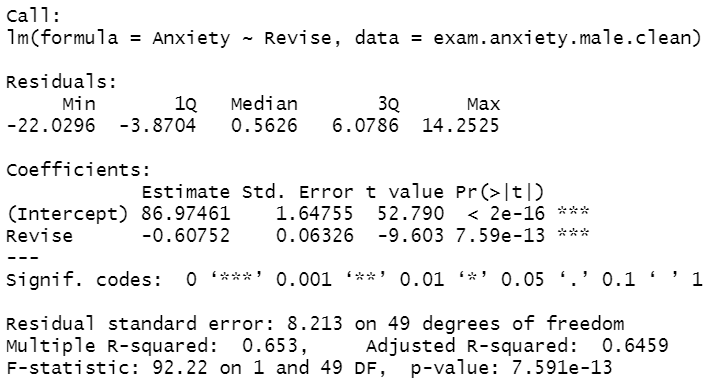 Call:
lm(formula = Anxiety ~ Revise, data = exam.anxiety.male.clean)
Residuals:
     Min       1Q   Median       3Q      Max
-22.0296  -3.8704   0.5626   6.0786  14.2525
Coefficients:
            Estimate Std. Error t value Pr(>|t|)
(Intercept) 86.97461    1.64755  52.790  < 2e-16 ***
Revise      -0.60752    0.06326  -9.603 7.59e-13 ***
---
Signif. codes:  0 ‘***’ 0.001 ‘**’ 0.01 ‘*’ 0.05 ‘.’ 0.1 ‘ ’ 1
Residual standard error: 8.213 on 49 degrees of freedom
Multiple R-squared:  0.653,     Adjusted R-squared:  0.6459
F-statistic: 92.22 on 1 and 49 DF,  p-value: 7.591e-13